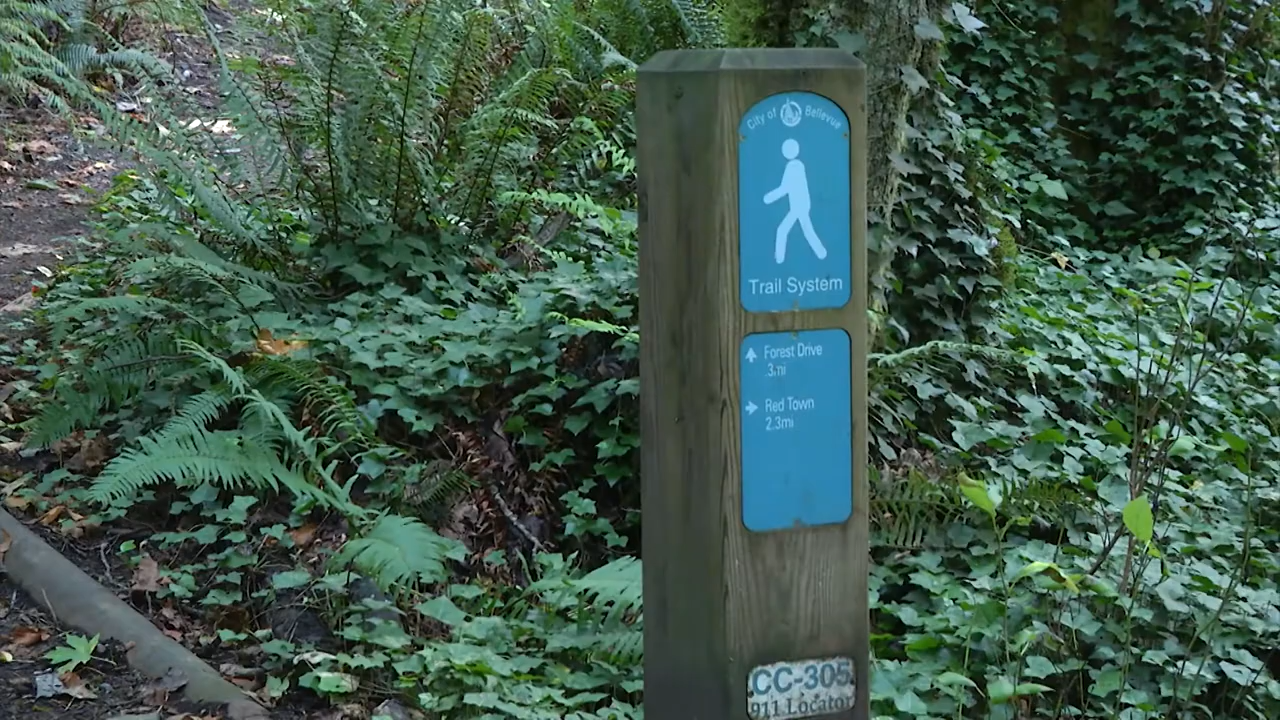 City of Bellevue
Trail System
Forest Drive
.3mi
Red Town
2.3mi
CC-305
911 Locator